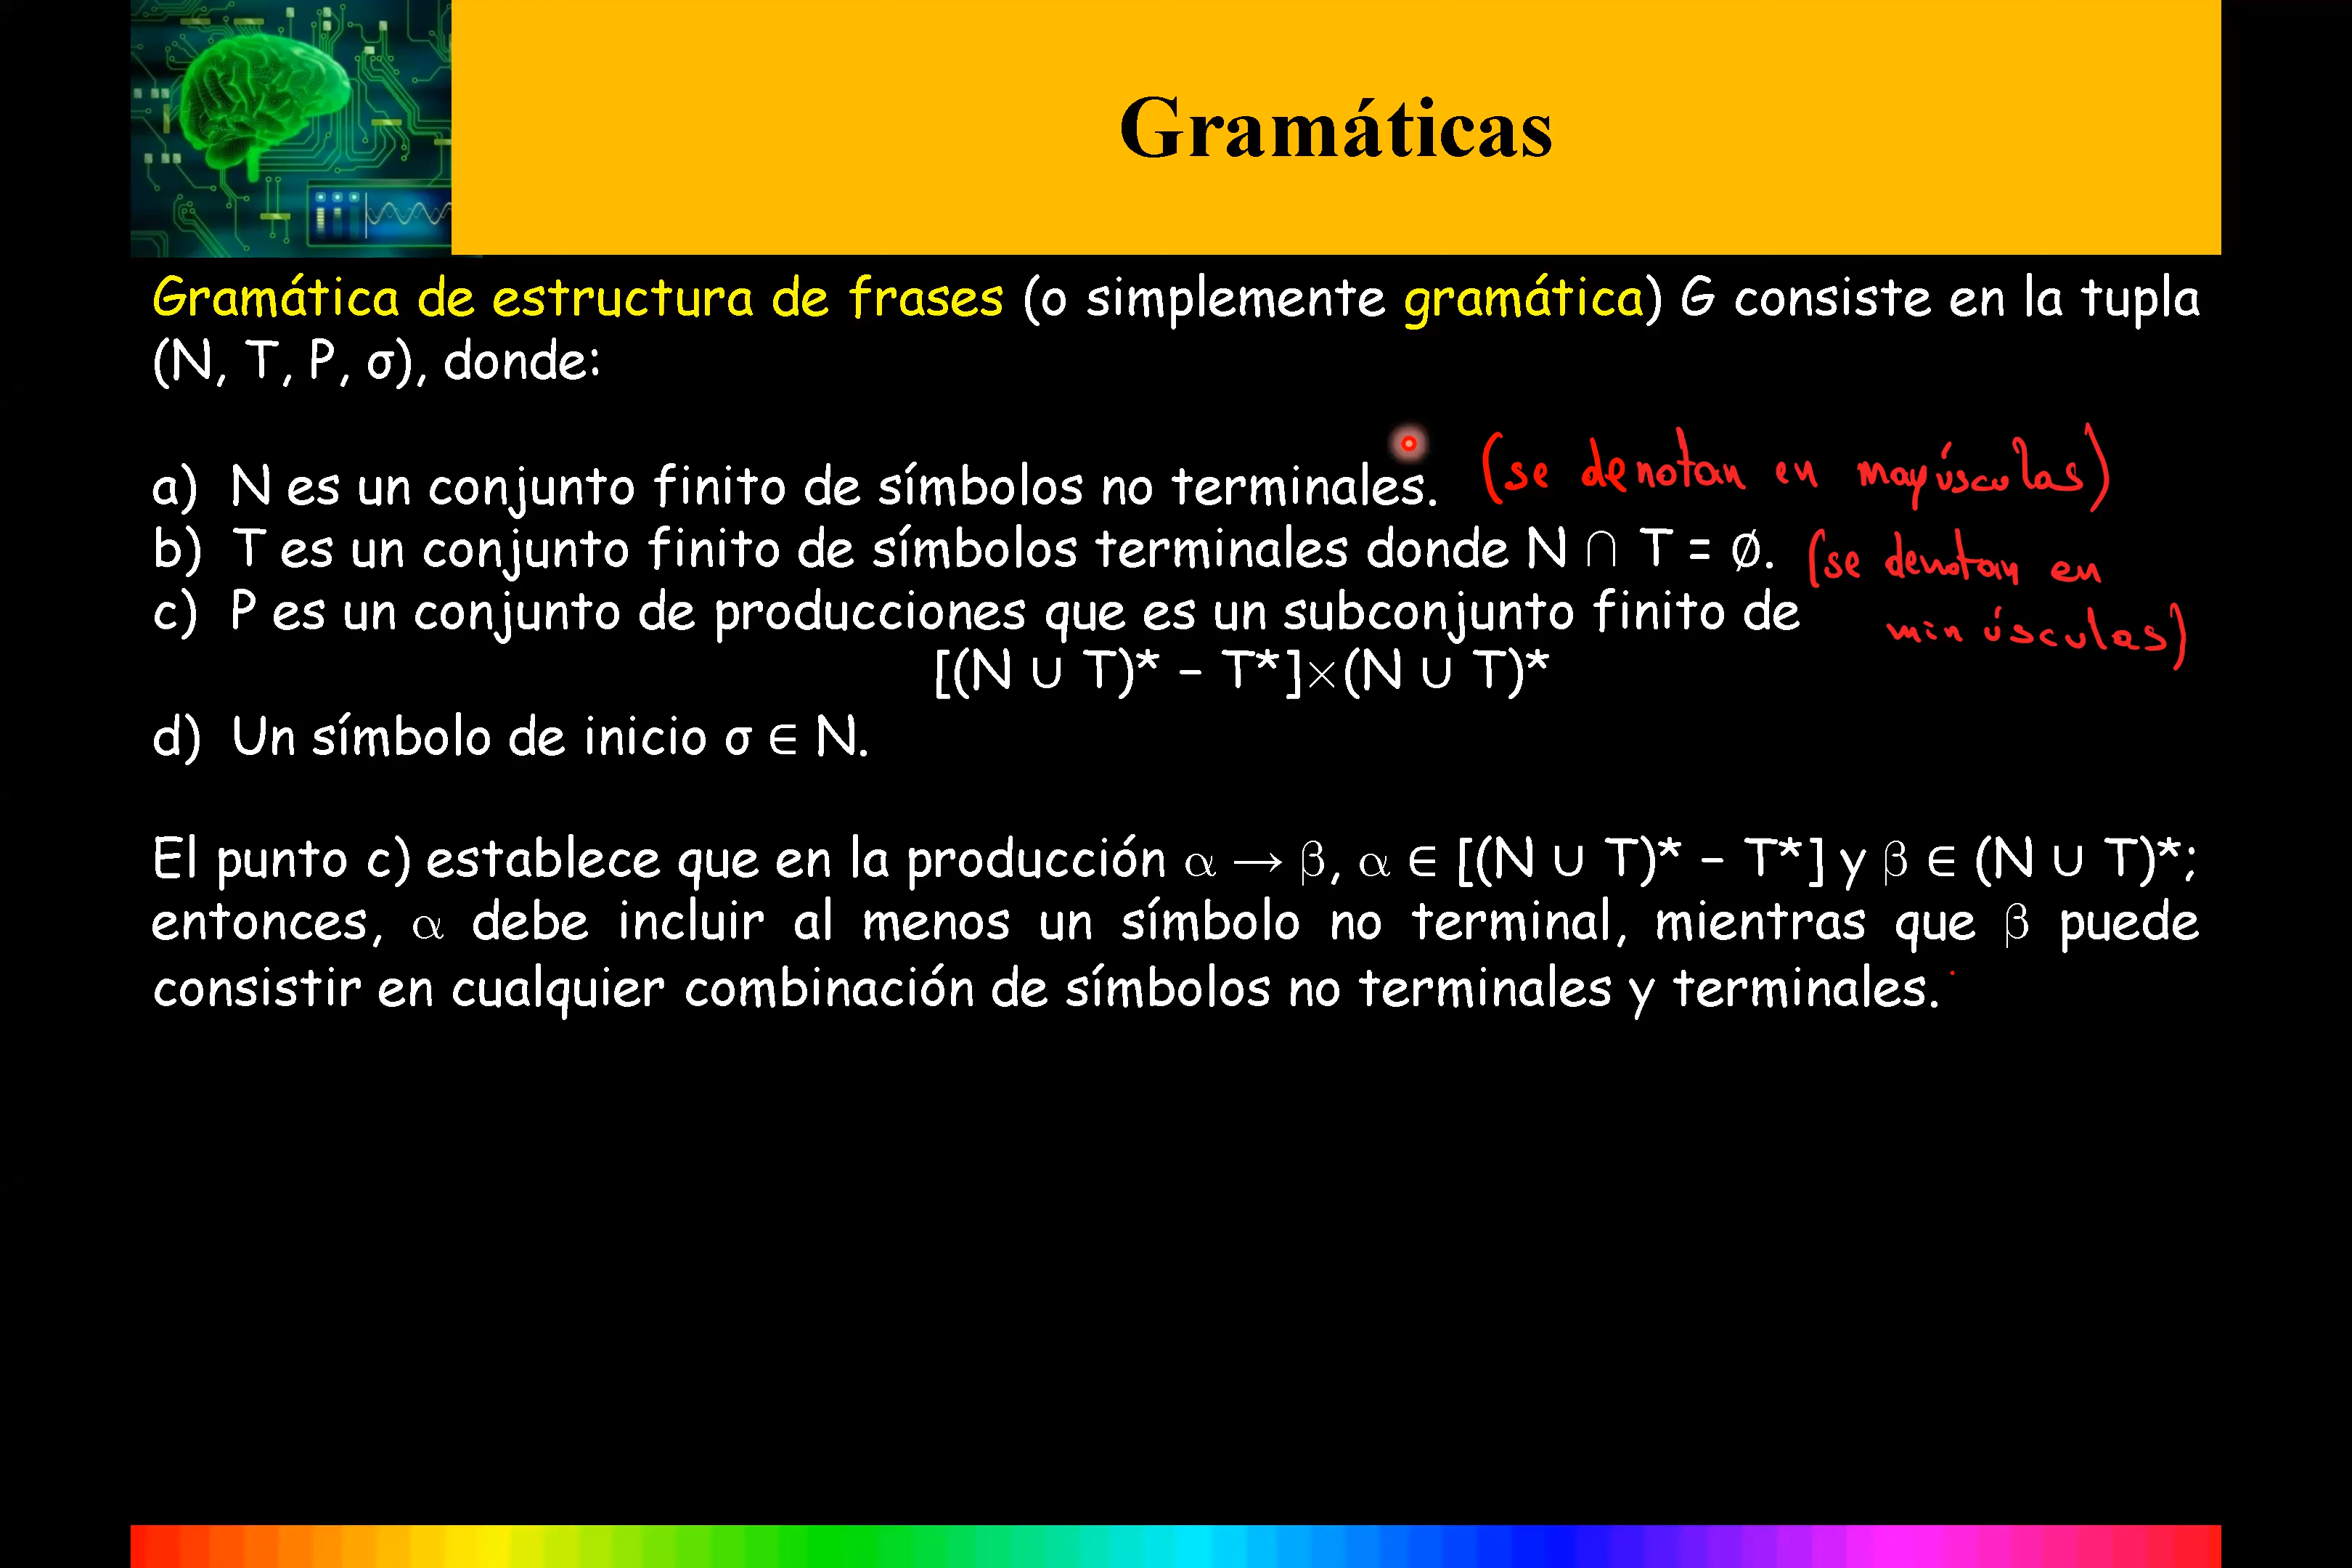 Gramáticas
Gramática de estructura de frases (o simplemente gramática) G consiste en la tupla
(N, T, P, σ), donde:
a) N es un conjunto finito de símbolos no terminales. (se denotan en mayúsculas)
b) T es un conjunto finito de símbolos terminales donde N ∩ T = ∅. (se denotan en
c) P es un conjunto de producciones que es un subconjunto finito de minúsculas)
[(N ∪ T)* – T*]×(N ∪ T)*
d) Un símbolo de inicio σ ∈ N.
El punto c) establece que en la producción α → β, α ∈ [(N ∪ T)* – T*] y β ∈ (N ∪ T)*;
entonces, α debe incluir al menos un símbolo no terminal, mientras que β puede
consistir en cualquier combinación de símbolos no terminales y terminales.